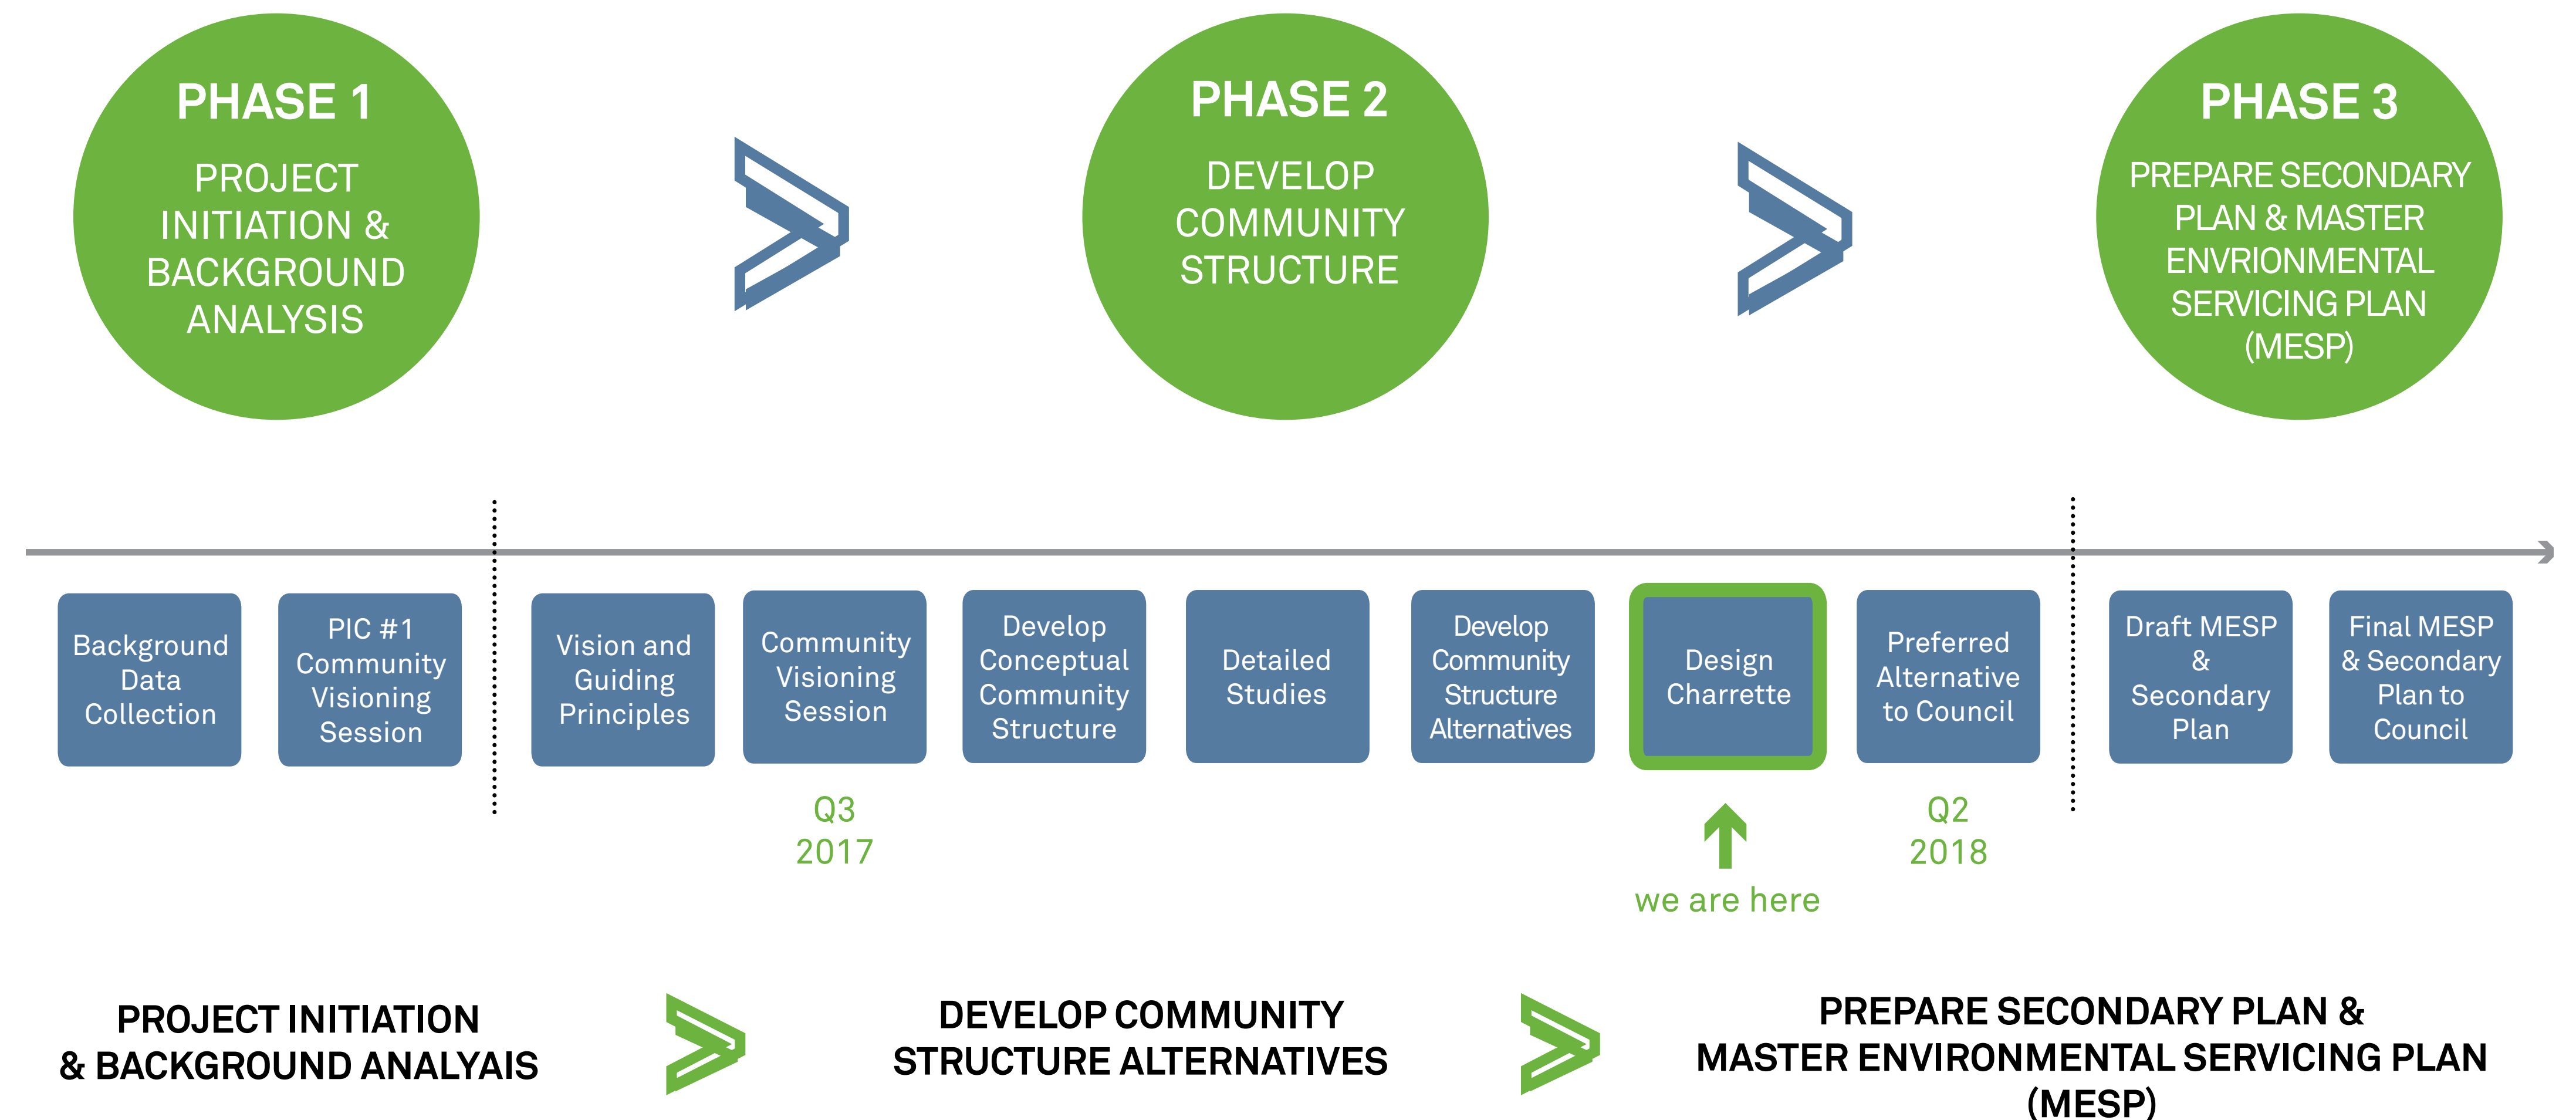 PHASE 1
PROJECT
INITIATION &
BACKGROUND
ANALYSIS
PHASE 2
DEVELOP
COMMUNITY
STRUCTURE
PHASE 3
PREPARE SECONDARY
PLAN & MASTER
ENVRIONMENTAL
SERVICING PLAN
(MESP)
Background
Data
Collection
PIC #1
Community
Visioning
Session
Vision and
Guiding
Principles
Community
Visioning
Session
Develop
Conceptual
Community
Structure
Detailed
Studies
Develop
Community
Structure
Alternatives
Design
Charrette
Preferred
Alternative
to Council
Draft MESP
&
Secondary
Plan
Final MESP
& Secondary
Plan to
Council
Q3
2017
we are here
Q2
2018
PROJECT INITIATION
& BACKGROUND ANALYAIS
DEVELOP COMMUNITY
STRUCTURE ALTERNATIVES
PREPARE SECONDARY PLAN &
MASTER ENVIRONMENTAL SERVICING PLAN
(MESP)